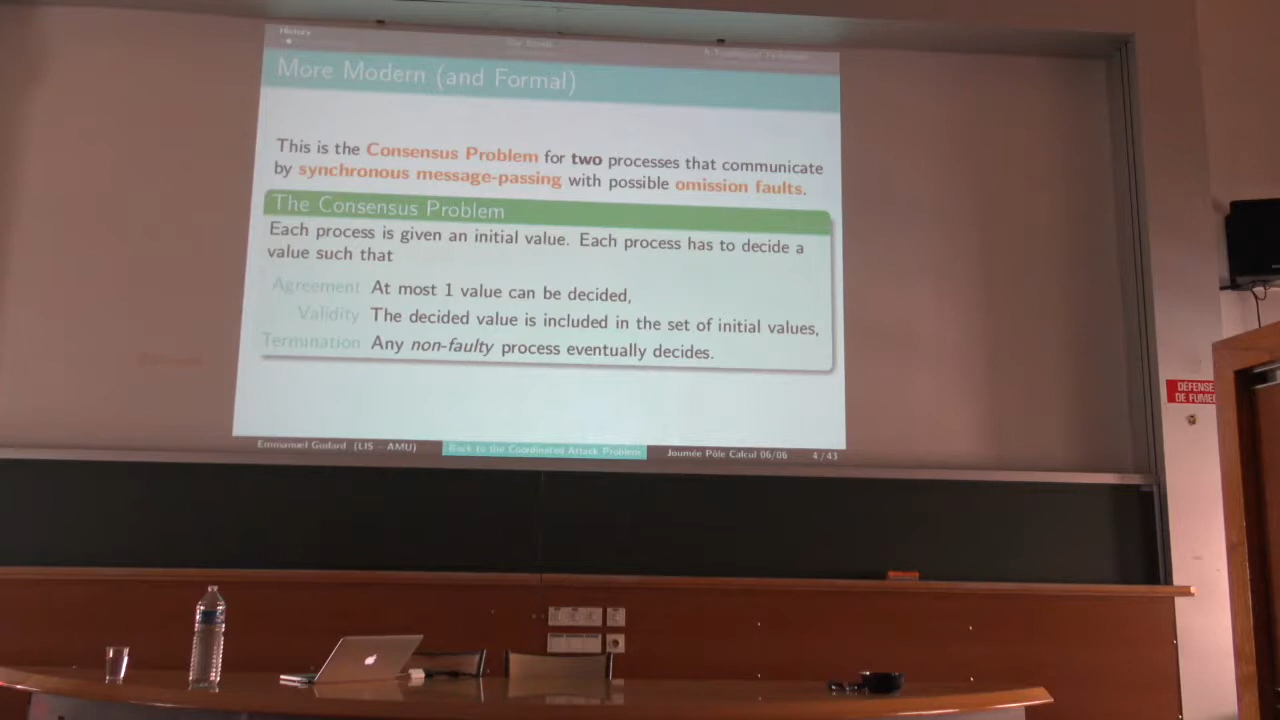 History
More Modern (and Formal)
This is the Consensus Problem for two processes that communicate
by synchronous message-passing with possible omission faults.
The Consensus Problem
Each process is given an initial value. Each process has to decide a
value such that
Agreement At most 1 value can be decided,
Validity The decided value is included in the set of initial values,
Termination Any non-faulty process eventually decides.
Emmanuel Godard (LIS - AMU) Back to the Coordinated Attack Problem Journée Pôle Calcul 06/06 4 / 43
DÉFENSE
DE FUMER